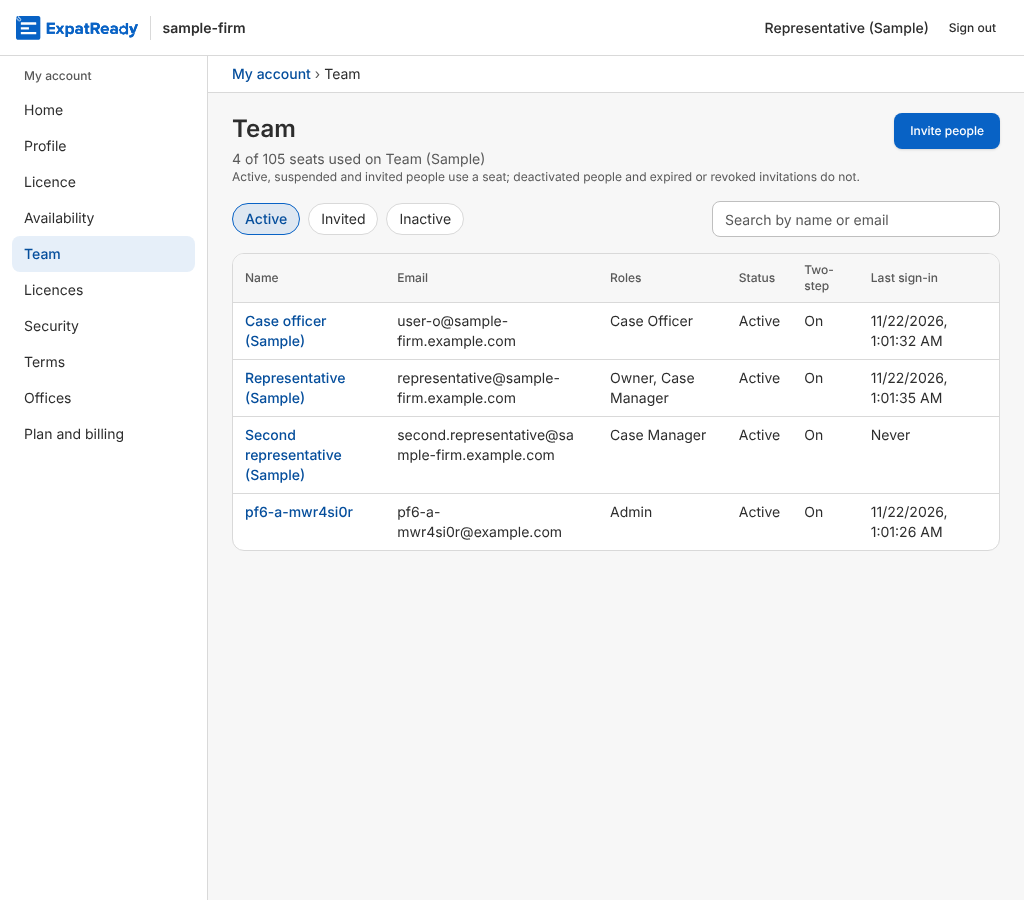 ExpatReady
sample-firm
Representative (Sample)
Sign out
My account
Home
Profile
Licence
Availability
Team
Licences
Security
Terms
Offices
Plan and billing
My account › Team
Team
Invite people
4 of 105 seats used on Team (Sample)
Active, suspended and invited people use a seat; deactivated people and expired or revoked invitations do not.
Active
Invited
Inactive
Search by name or email
Name
Email
Roles
Status
Two-
step
Last sign-in
Case officer
(Sample)
user-o@sample-
firm.example.com
Case Officer
Active
On
11/22/2026,
1:01:32 AM
Representative
(Sample)
representative@sample-
firm.example.com
Owner, Case
Manager
Active
On
11/22/2026,
1:01:35 AM
Second
representative
(Sample)
second.representative@sa
mple-firm.example.com
Case Manager
Active
On
Never
pf6-a-mwr4si0r
pf6-a-
mwr4si0r@example.com
Admin
Active
On
11/22/2026,
1:01:26 AM